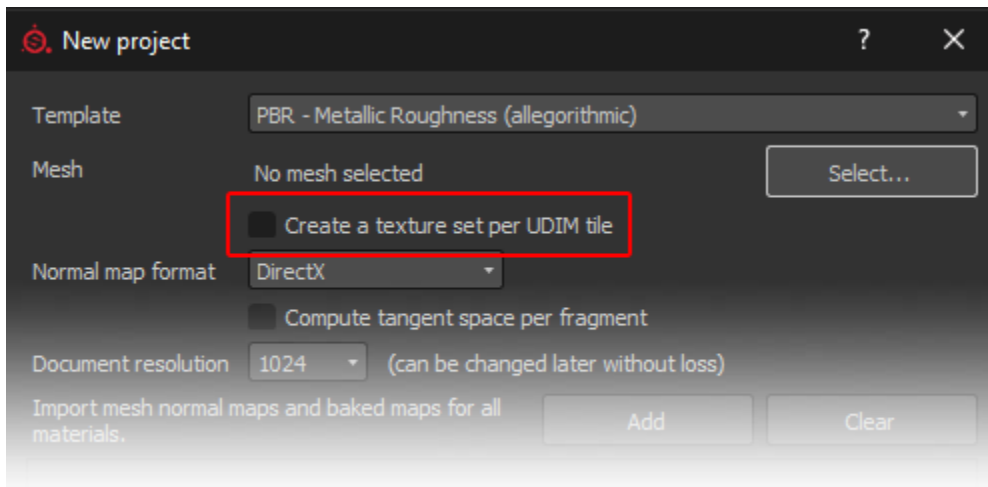 New project
?
Template
PBR - Metallic Roughness (allegorithmic)
Mesh
No mesh selected
Select...
Create a texture set per UDIM tile
Normal map format
DirectX
Compute tangent space per fragment
Document resolution
1024
(can be changed later without loss)
Import mesh normal maps and baked maps for all
materials.
Add
Clear